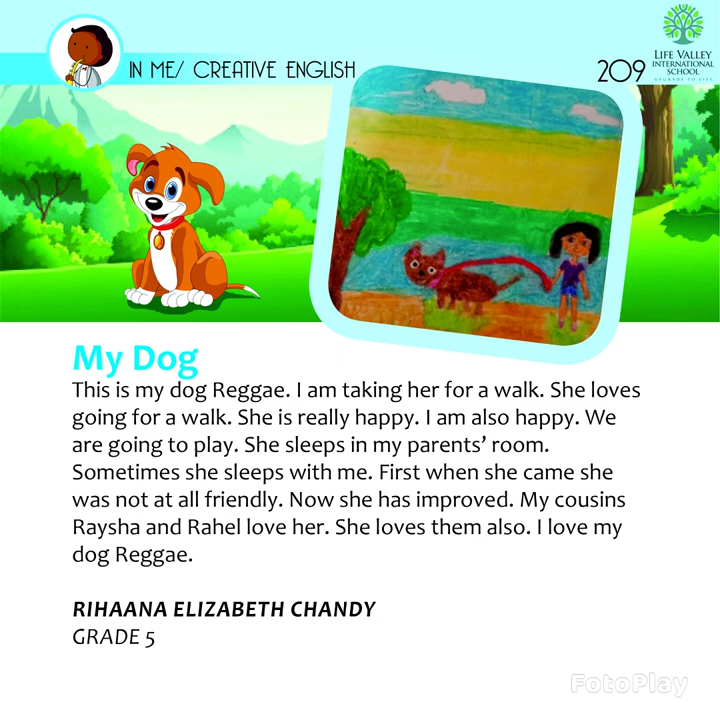 IN ME/ CREATIVE ENGLISH
209
LIFE VALLEY
INTERNATIONAL
SCHOOL
UPGRADE TO LIFE
My Dog
This is my dog Reggae. I am taking her for a walk. She loves
going for a walk. She is really happy. I am also happy. We
are going to play. She sleeps in my parents’ room.
Sometimes she sleeps with me. First when she came she
was not at all friendly. Now she has improved. My cousins
Raysha and Rahel love her. She loves them also. I love my
dog Reggae.
RIHAANA ELIZABETH CHANDY
GRADE 5
FotoPlay